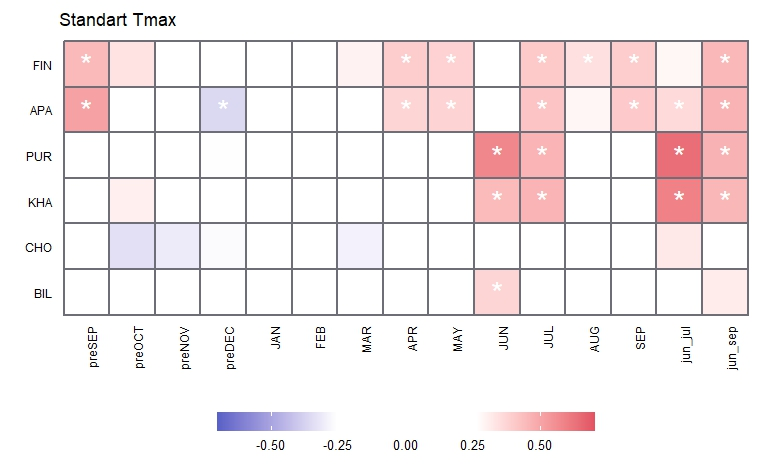 Standart Tmax
FIN * * * * * * *
APA * * * * * * * *
PUR * * * *
KHA * * * *
CHO
BIL *
preSEP preOCT preNOV preDEC JAN FEB MAR APR MAY JUN JUL AUG SEP jun_jul jun_sep
-0.50 -0.25 0.00 0.25 0.50